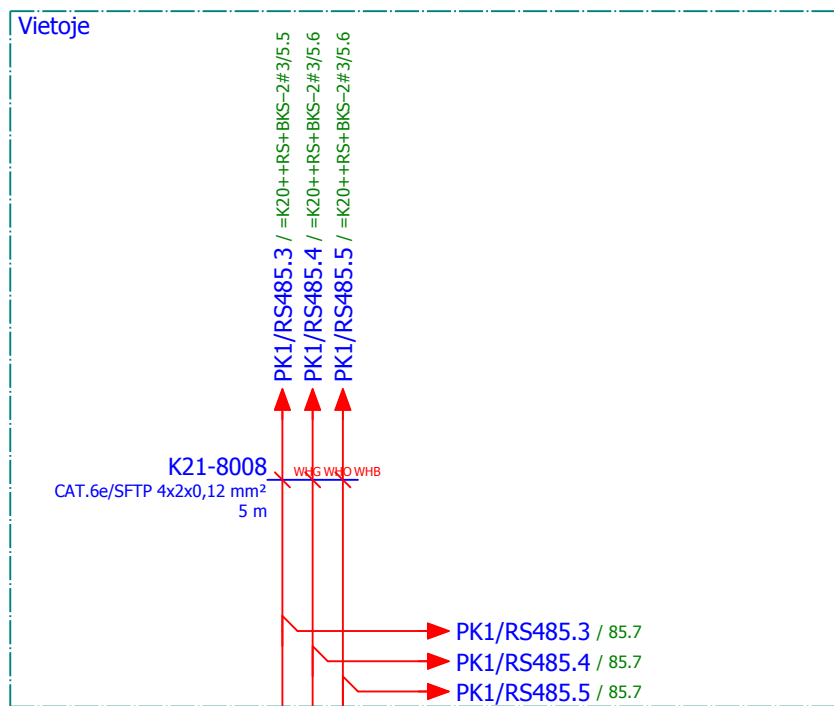 Vietoje
PK1/RS485.3 / =K20++RS+BKS-2#3/5.5
PK1/RS485.4 / =K20++RS+BKS-2#3/5.6
PK1/RS485.5 / =K20++RS+BKS-2#3/5.6
K21-8008
WHG WHO WHB
CAT.6e/SFTP 4x2x0,12 mm²
5 m
PK1/RS485.3 / 85.7
PK1/RS485.4 / 85.7
PK1/RS485.5 / 85.7